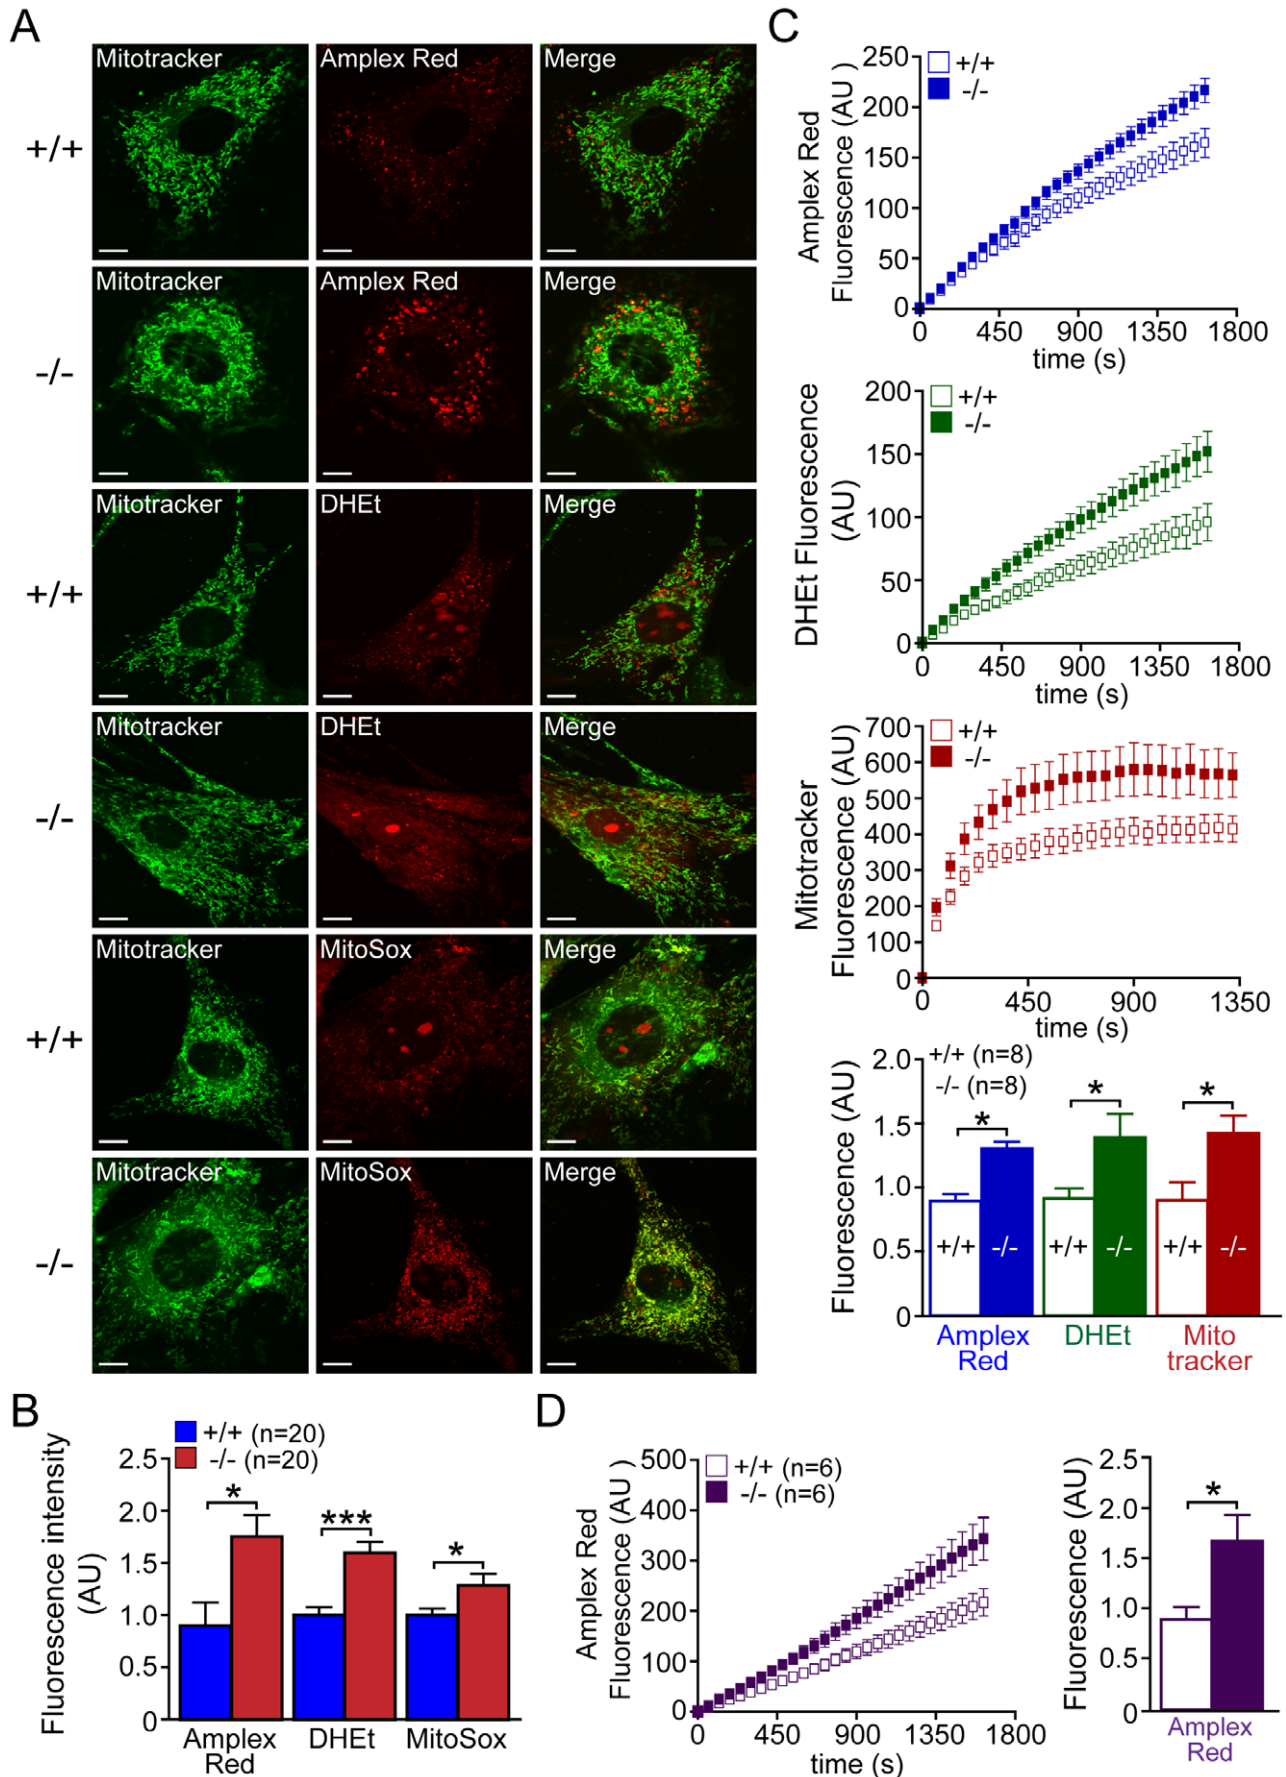 A
Mitotracker
Amplex Red
Merge
+/+
Mitotracker
Amplex Red
Merge
-/-
Mitotracker
DHEt
Merge
+/+
Mitotracker
DHEt
Merge
-/-
Mitotracker
MitoSox
Merge
+/+
Mitotracker
MitoSox
Merge
-/-
B
+/+ (n=20)
-/- (n=20)
Fluorescence intensity
(AU)
2.5
2.0
1.5
1.0
0.5
0
*
***
*
Amplex
Red
DHEt
MitoSox
C
+/+
-/-
Amplex Red
Fluorescence (AU )
250
200
150
100
50
0
0 450 900 1350 1800
time (s)
+/+
-/-
DHEt Fluorescence
(AU)
200
150
100
50
0
0 450 900 1350 1800
time (s)
+/+
-/-
Mitotracker
Fluorescence (AU)
700
600
500
400
300
200
100
0
0 450 900 1350
time (s)
+/+ (n=8)
-/- (n=8)
Fluorescence (AU)
2.0
1.5
1.0
0.5
0
*
*
*
+/+ -/- +/+ -/- +/+ -/-
Amplex
Red
DHEt
Mito
tracker
D
+/+ (n=6)
-/- (n=6)
Amplex Red
Fluorescence (AU )
500
400
300
200
100
0
0 450 900 1350 1800
time (s)
Fluorescence (AU)
2.5
2.0
1.5
1.0
0.5
0
*
Amplex
Red